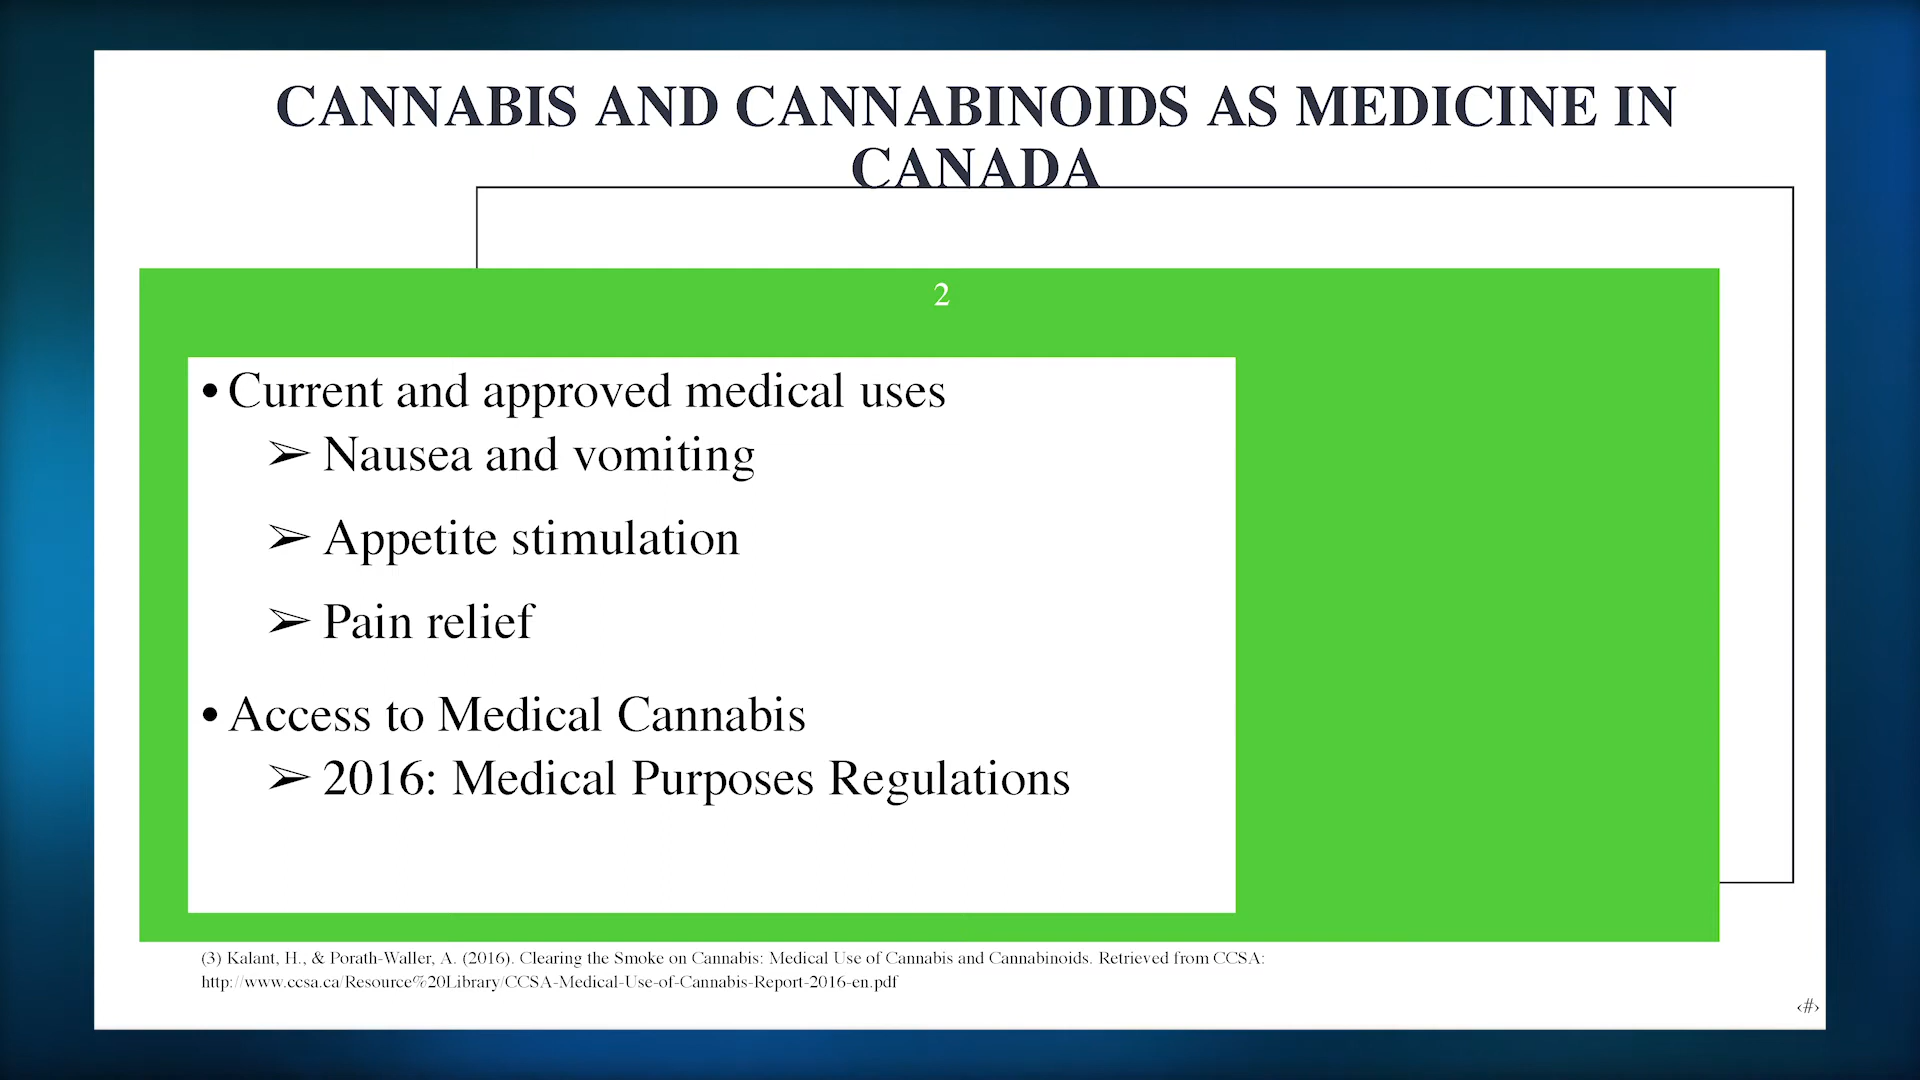 CANNABIS AND CANNABINOIDS AS MEDICINE IN
CANADA
2
• Current and approved medical uses
➢ Nausea and vomiting
➢ Appetite stimulation
➢ Pain relief
• Access to Medical Cannabis
➢ 2016: Medical Purposes Regulations
(3) Kalant, H., & Porath-Waller, A. (2016). Clearing the Smoke on Cannabis: Medical Use of Cannabis and Cannabinoids. Retrieved from CCSA:
http://www.ccsa.ca/Resource%20Library/CCSA-Medical-Use-of-Cannabis-Report-2016-en.pdf
‹#›